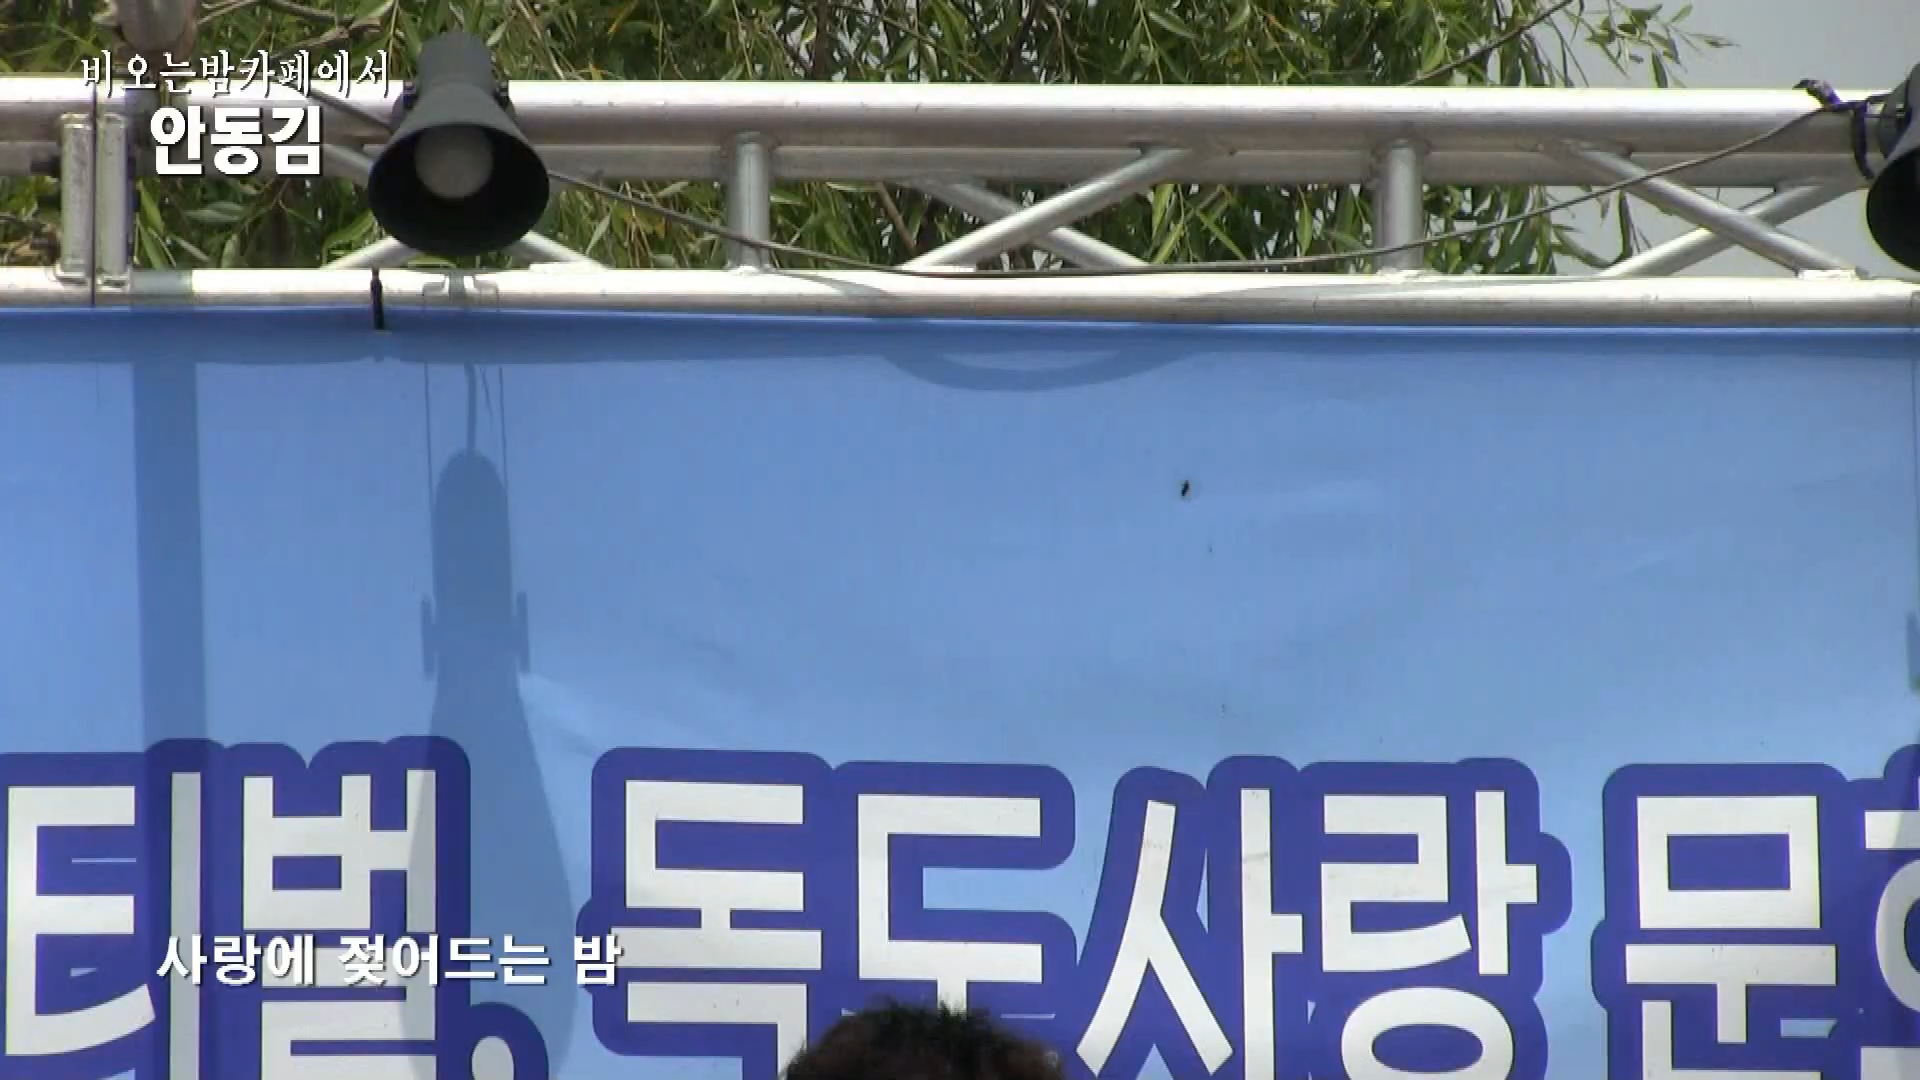 비오는밤카페에서
안동김
티벌, 독도사랑 문
사랑에 젖어드는 밤